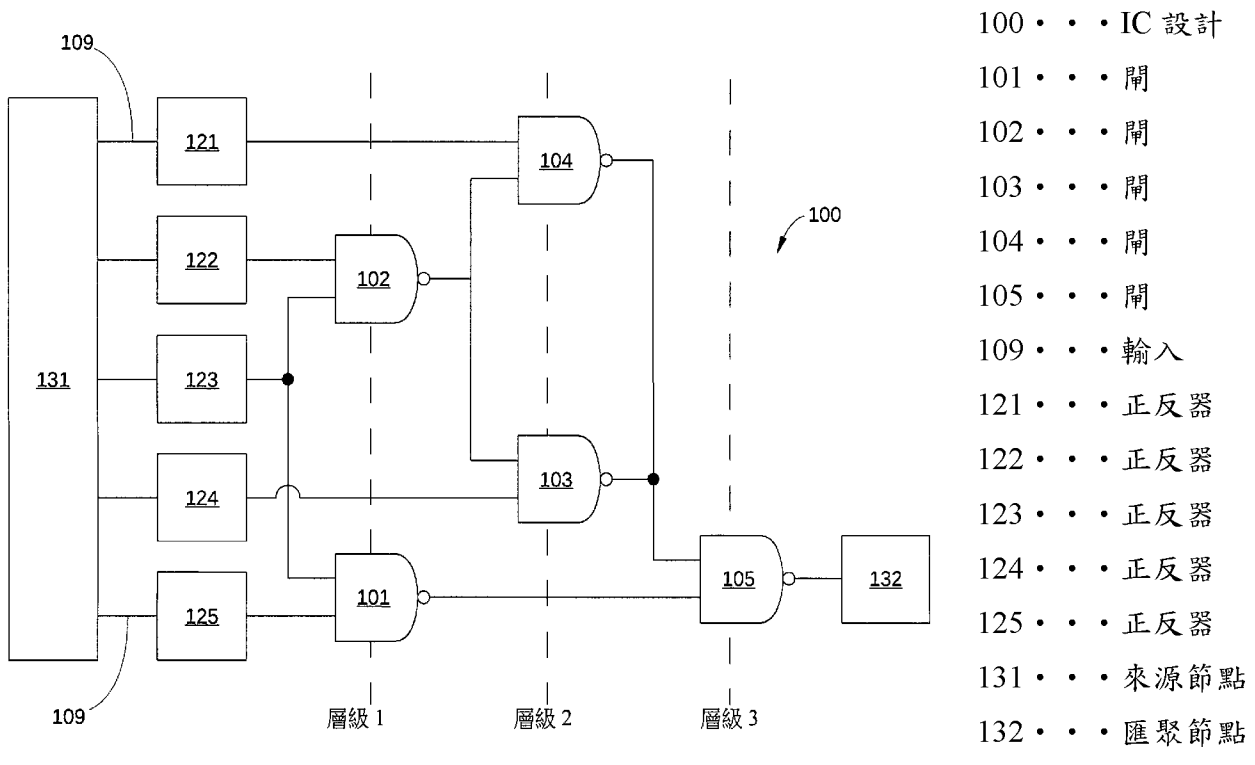 109
121
122
123
124
125
131
102
101
104
103
105
132
100
109
層級 1
層級 2
層級 3
100・・・IC 設計
101・・・閘
102・・・閘
103・・・閘
104・・・閘
105・・・閘
109・・・輸入
121・・・正反器
122・・・正反器
123・・・正反器
124・・・正反器
125・・・正反器
131・・・來源節點
132・・・匯聚節點